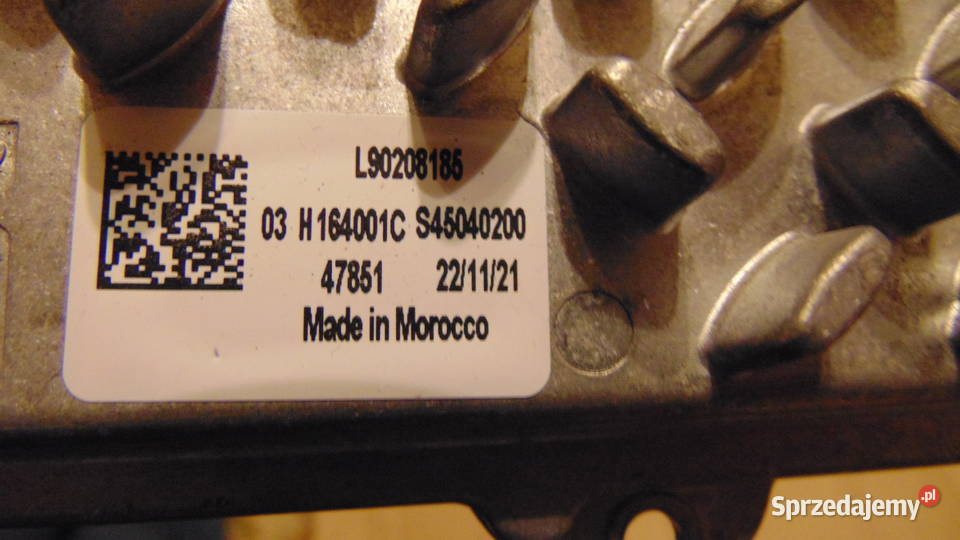 L90208185
03 H164001C S45040200
47851 22/11/21
Made in Morocco
Sprzedajemy.pl